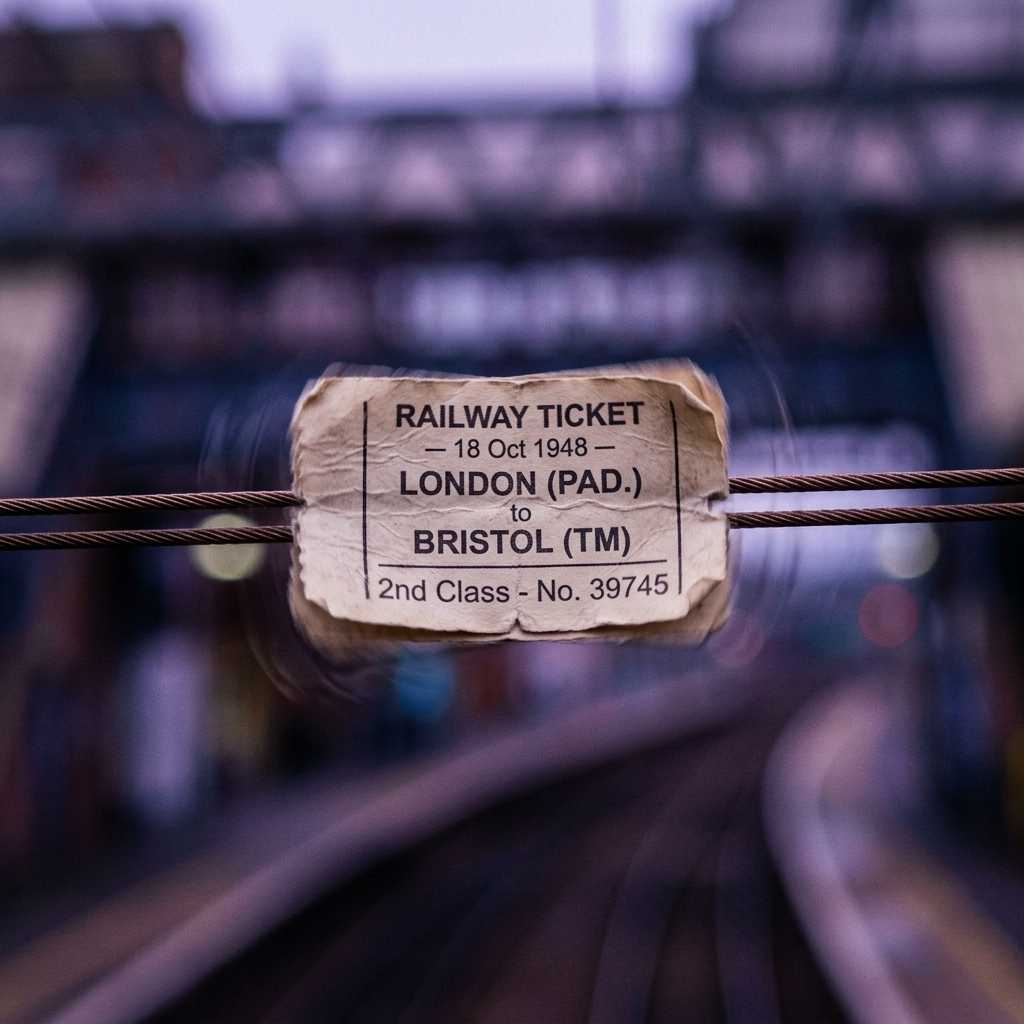 RAILWAY TICKET
— 18 Oct 1948 —
LONDON (PAD.)
to
BRISTOL (TM)
2nd Class - No. 39745